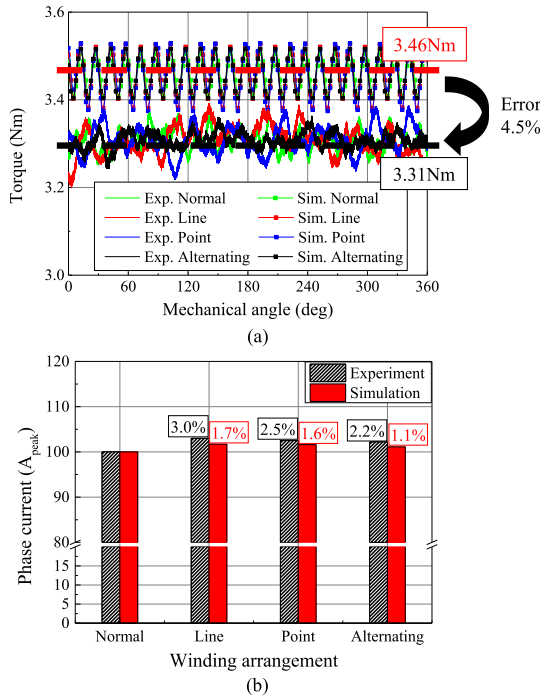 3.6
3.4
3.2
3.0
Torque (Nm)
3.46Nm
Error
4.5%
3.31Nm
Exp. Normal
Sim. Normal
Exp. Line
Sim. Line
Exp. Point
Sim. Point
Exp. Alternating
Sim. Alternating
0 60 120 180 240 300 360
Mechanical angle (deg)
(a)
120
110
100
90
80
15
10
5
0
Phase current (Apeak)
Experiment
Simulation
3.0%
1.7%
2.5%
1.6%
2.2%
1.1%
Normal Line Point Alternating
Winding arrangement
(b)